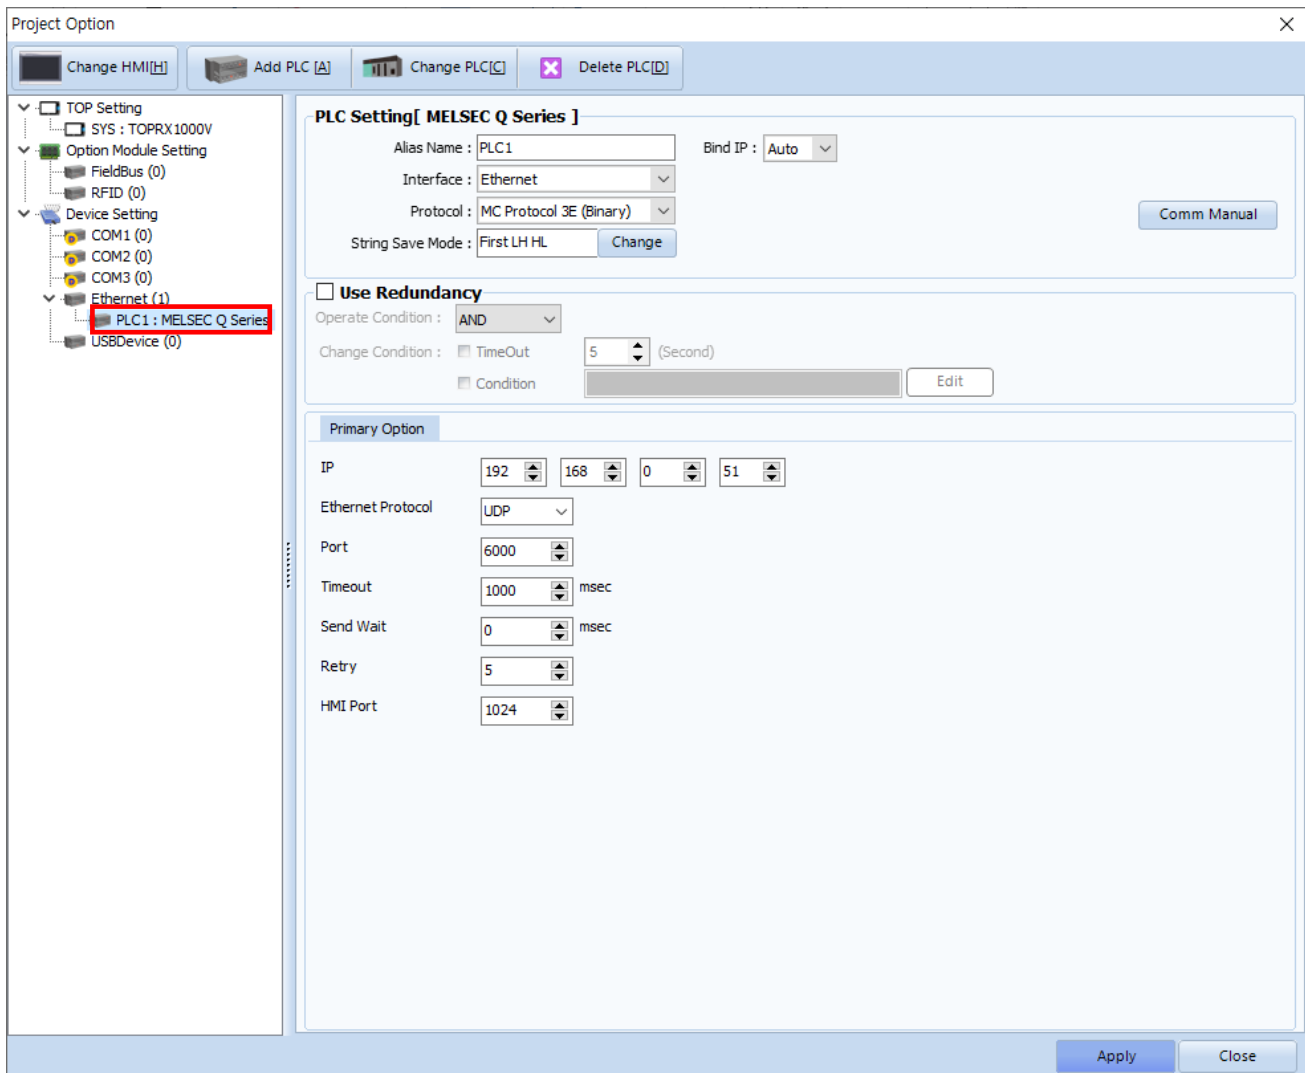 Project Option
Change HMI[H] Add PLC [A] Change PLC[C] Delete PLC[D]
TOP Setting
SYS : TOPRX1000V
Option Module Setting
FieldBus (0)
RFID (0)
Device Setting
COM1 (0)
COM2 (0)
COM3 (0)
Ethernet (1)
PLC1 : MELSEC Q Series
USBDevice (0)
PLC Setting[ MELSEC Q Series ]
Alias Name : PLC1 Bind IP : Auto
Interface : Ethernet
Protocol : MC Protocol 3E (Binary) Comm Manual
String Save Mode : First LH HL Change
Use Redundancy
Operate Condition : AND
Change Condition : TimeOut 5 (Second)
Condition Edit
Primary Option
IP 192 168 0 51
Ethernet Protocol UDP
Port 6000
Timeout 1000 msec
Send Wait 0 msec
Retry 5
HMI Port 1024
Apply Close